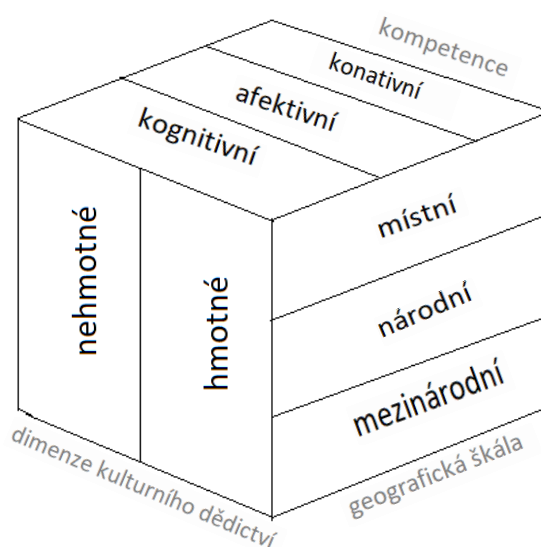 kompetence
konativní
afektivní
kognitivní
místní
národní
mezinárodní
nehmotné
hmotné
dimenze kulturního dědictví
geografická škála